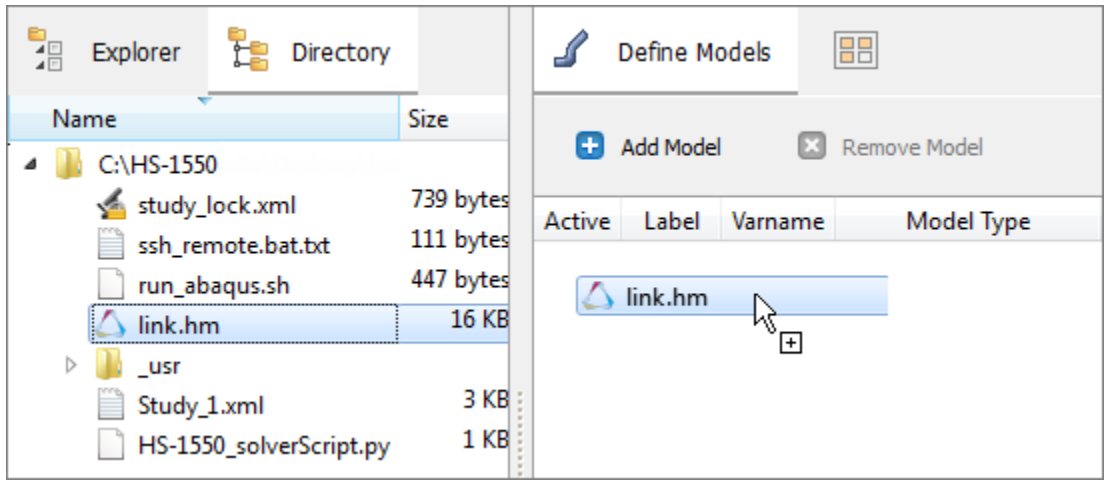 Explorer Directory
Name Size
C:\HS-1550
study_lock.xml 739 bytes
ssh_remote.bat.txt 111 bytes
run_abaqus.sh 447 bytes
link.hm 16 KB
_usr
Study_1.xml 3 KB
HS-1550_solverScript.py 1 KB
Define Models
Add Model Remove Model
Active Label Varname Model Type
link.hm